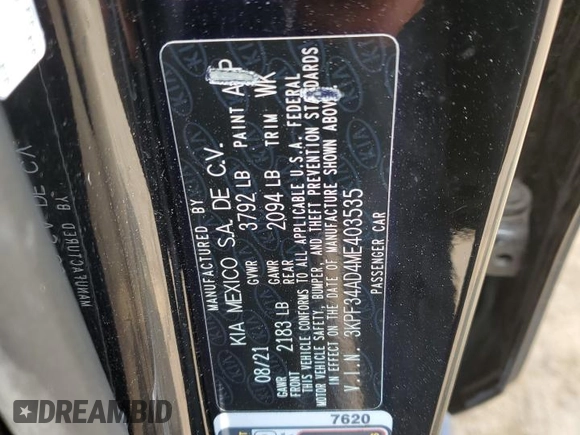 MANUFACTURED BY
KIA MEXICO S.A. DE C.V.
08/21 GVWR 3792 LB PAINT
GAWR FRONT 2183 LB GAWR REAR 2,094 LB TRIM WK
THIS VEHICLE CONFORMS TO ALL APPLICABLE U.S.A. FEDERAL
MOTOR VEHICLE SAFETY, BUMPER, AND THEFT PREVENTION STANDARDS
IN EFFECT ON THE DATE OF MANUFACTURE SHOWN ABOVE
V.I.N. 3KPF34AD4ME403535
PASSENGER CAR
7620
DREAMBID